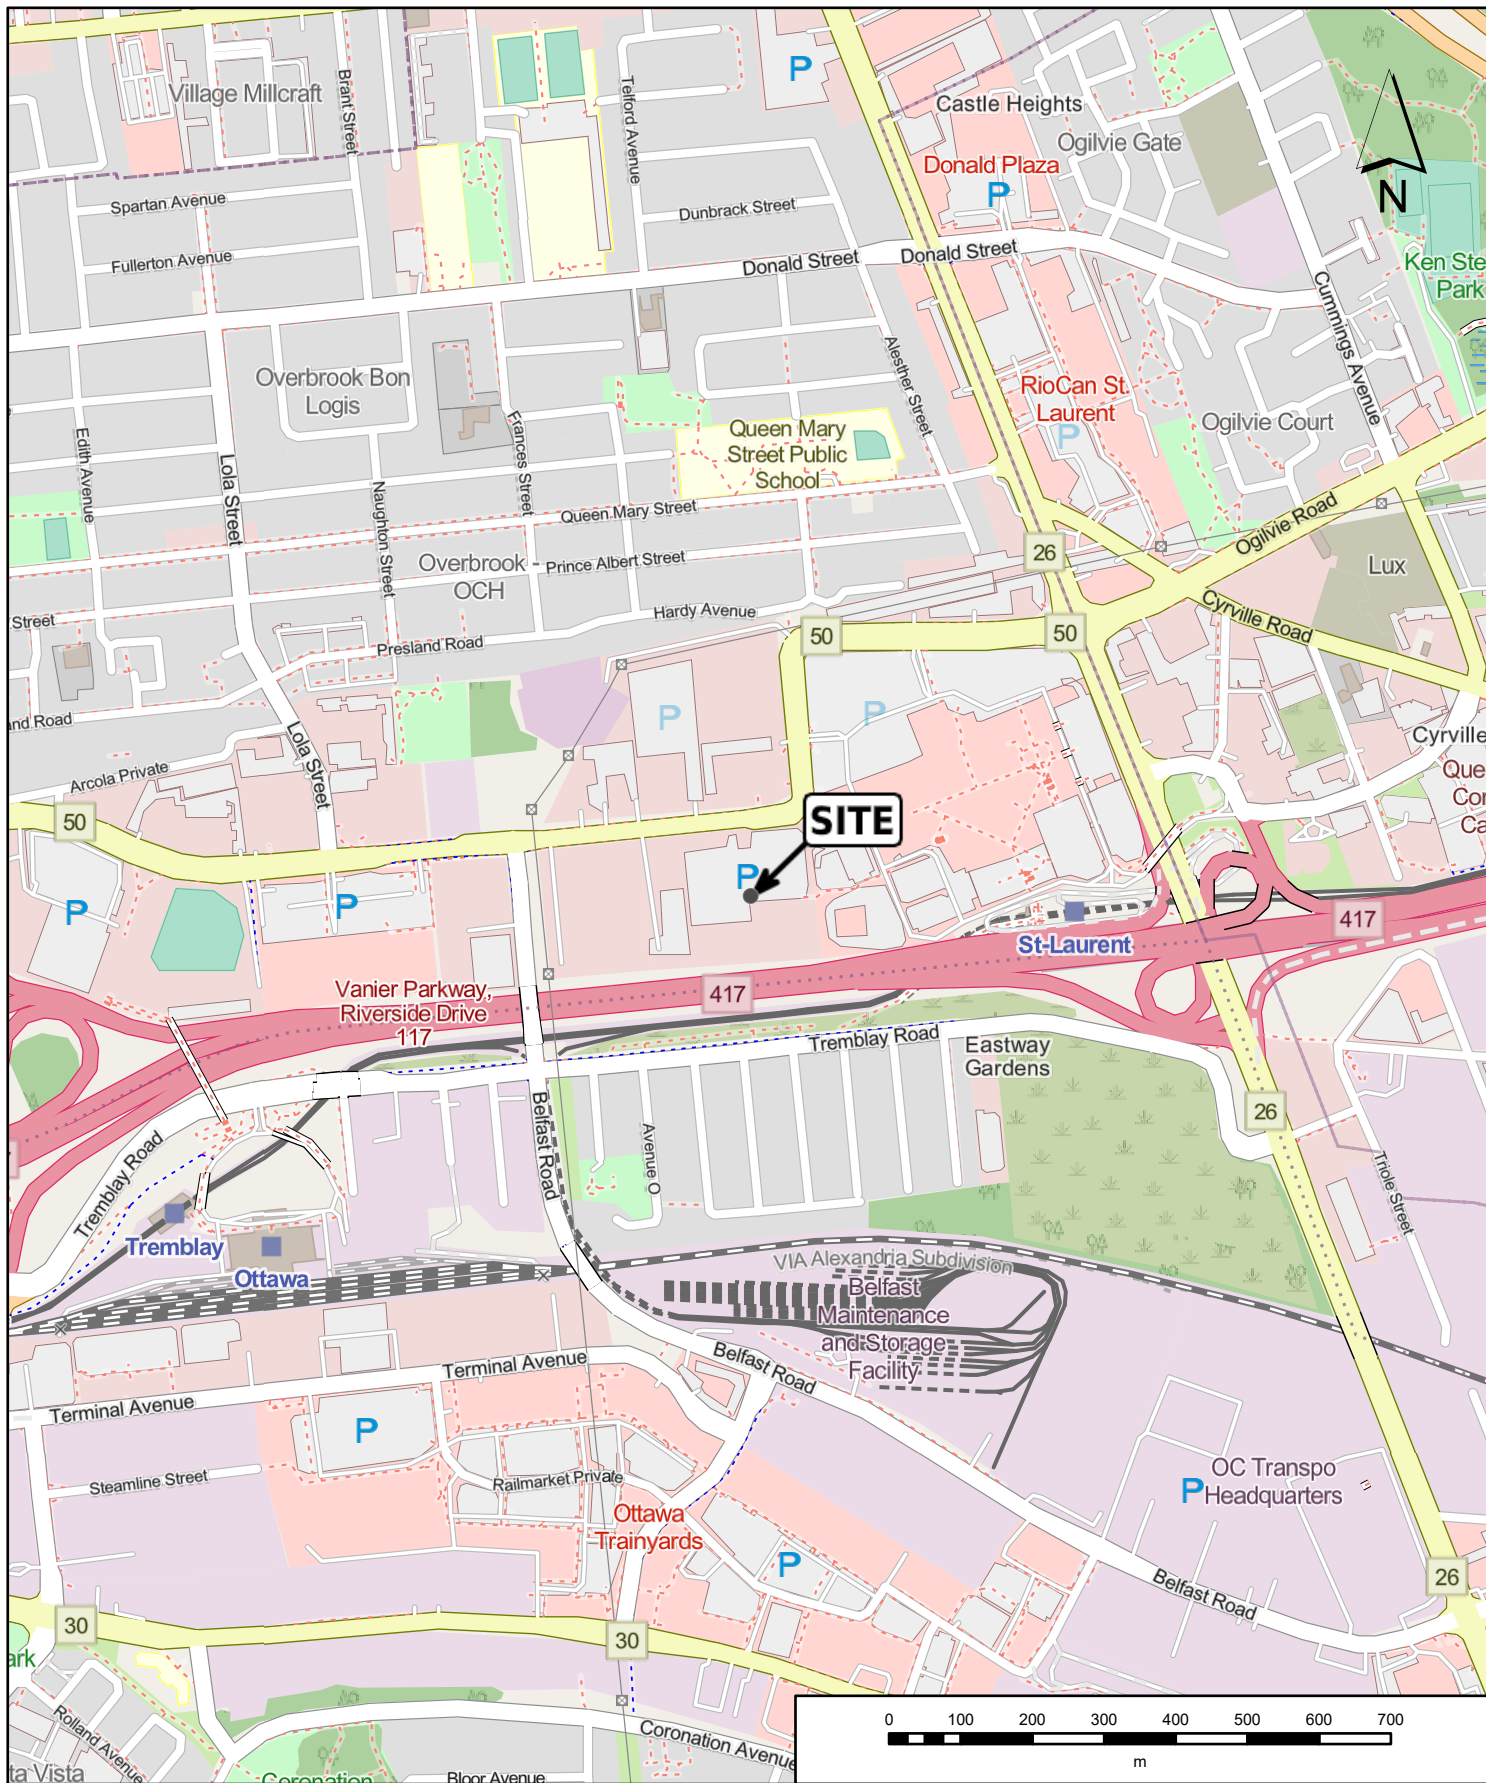 Village Millcraft
Brant Street
Telford Avenue
P
Castle Heights
Ogilvie Gate
Donald Plaza
P
N
Spartan Avenue
Dunbrack Street
Fullerton Avenue
Donald Street
Donald Street
Cummings Avenue
Park
Overbrook Bon
Logis
Alesther Street
RioCan St.
Laurent
P
Ogilvie Court
Edith Avenue
Lola Street
Naughton Street
Frances Street
Queen Mary
Street Public
School
Queen Mary Street
Overbrook -
OCH
Prince Albert Street
26
Ogilvie Road
Lux
Street
Hardy Avenue
Presland Road
50
50
Cyrville Road
Road
P
P
Lola Street
Arcola Private
Cyrville
50
SITE
P
P
P
417
St-Laurent
Vanier Parkway,
Riverside Drive
117
417
Tremblay Road
Eastway
Gardens
26
Tremblay Road
Belfast Road
Avenue O
Triole Street
Tremblay
Ottawa
VIA Alexandria Subdivision
Belfast
Maintenance
and Storage
Facility
Terminal Avenue
Belfast Road
Terminal Avenue
P
Steamline Street
Railmarket Private
OC Transpo
P Headquarters
Ottawa
Trainyards
P
Belfast Road
26
30
30
Rolland Avenue
Coronation Avenue
Vista
Coronation
Bloor Avenue
0 100 200 300 400 500 600 700
m